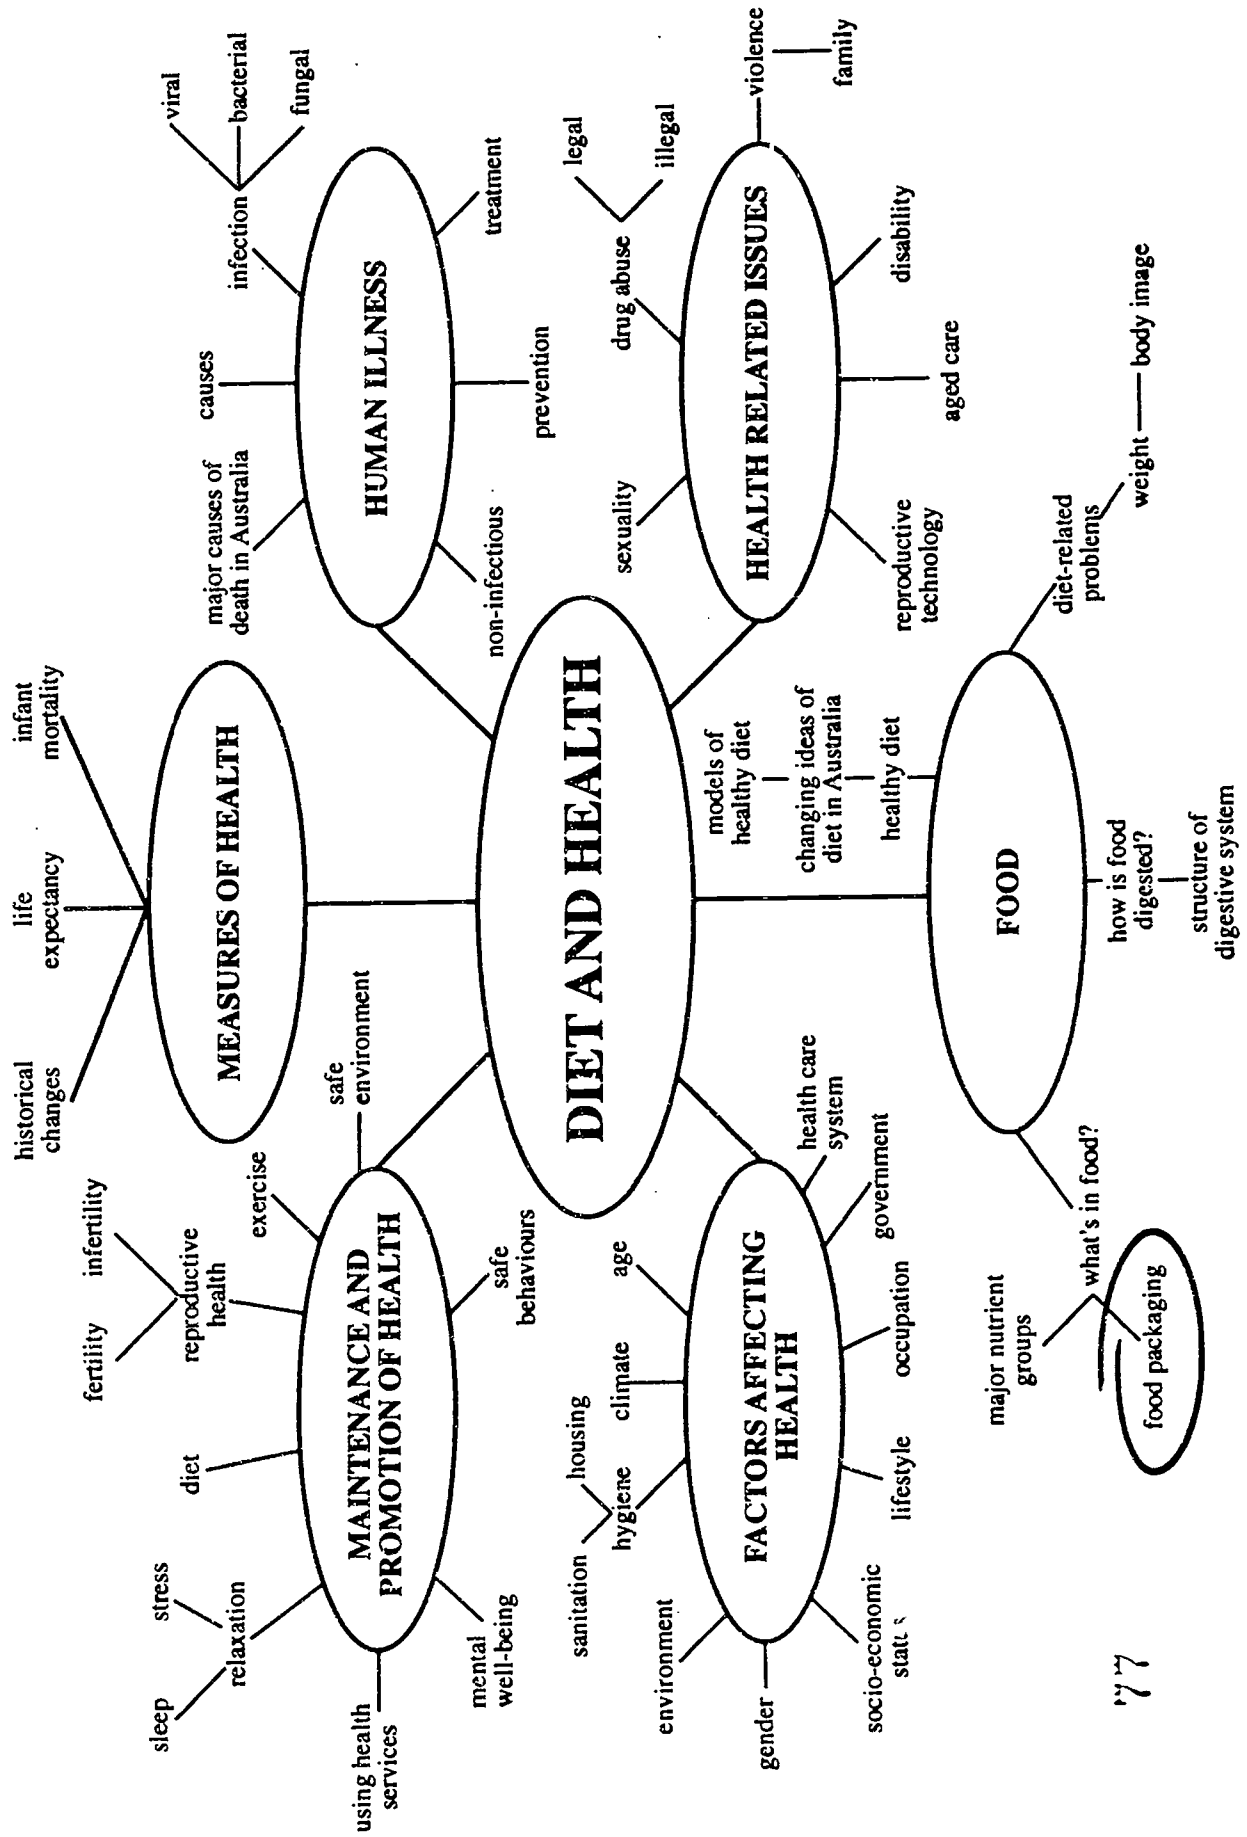 infant
mortality
life
expectancy
historical
changes
MEASURES OF HEALTH
viral
bacterial
fungal
infection
causes
major causes of
death in Australia
treatment
prevention
non-infectious
HUMAN ILLNESS
legal
illegal
drug abuse
violence
family
sexuality
disability
aged care
reproductive
technology
HEALTH RELATED ISSUES
DIET AND HEALTH
safe
environment
exercise
infertility
fertility
reproductive
health
diet
stress
sleep
relaxation
using health
services
mental
well-being
safe
behaviours
MAINTENANCE AND
PROMOTION OF HEALTH
age
climate
housing
hygiene
sanitation
environment
gender
socio-economic
lifestyle
occupation
government
health care
system
FACTORS AFFECTING
HEALTH
models of
healthy diet
changing ideas of
diet in Australia
healthy diet
FOOD
diet-related
problems
weight
body image
how is food
digested?
structure of
digestive system
what's in food?
major nutrient
groups
food packaging
77